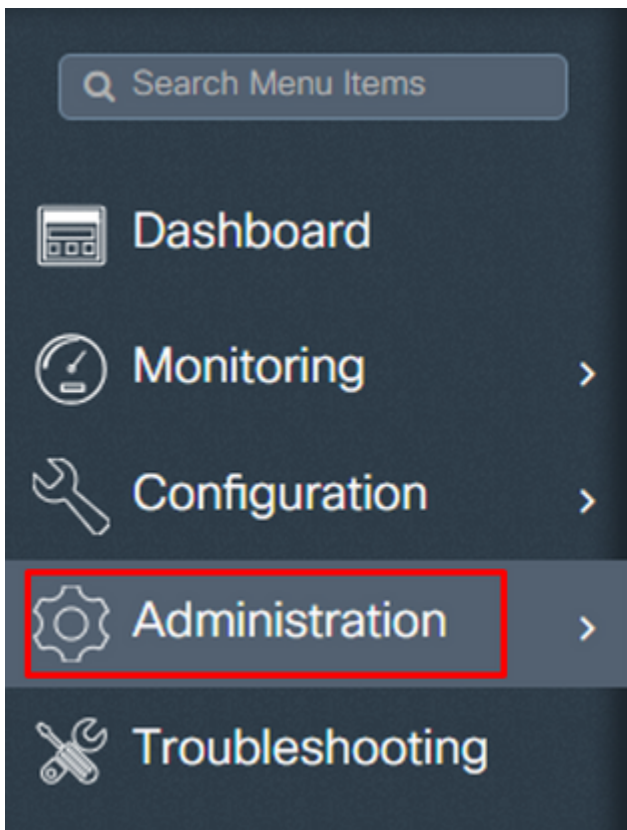 Search Menu Items
Dashboard
Monitoring
Configuration
Administration
Troubleshooting